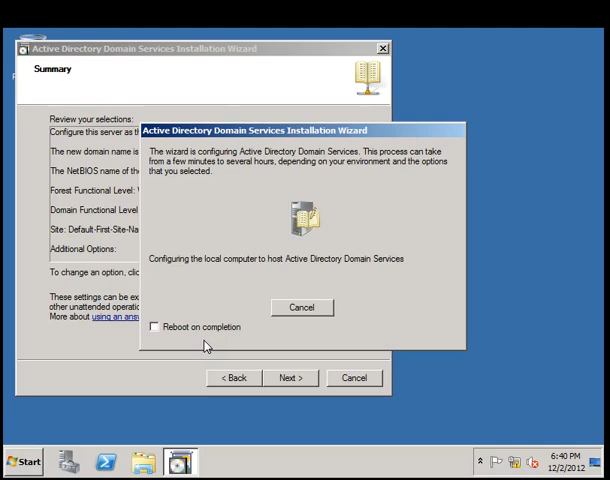 Active Directory Domain Services Installation Wizard
Summary
Review your selections:
Configure this server as th
The new domain name is
The NetBIOS name of the
Forest Functional Level:
Domain Functional Level
Site: Default-First-Site-Na
Additional Options:
To change an option, clic
These settings can be ex
other unattended operatio
More about using an ans
< Back
Next >
Cancel
Active Directory Domain Services Installation Wizard
The wizard is configuring Active Directory Domain Services. This process can take
from a few minutes to several hours, depending on your environment and the options
that you selected.
Configuring the local computer to host Active Directory Domain Services
Cancel
Reboot on completion
Start
6:40 PM
12/2/2012